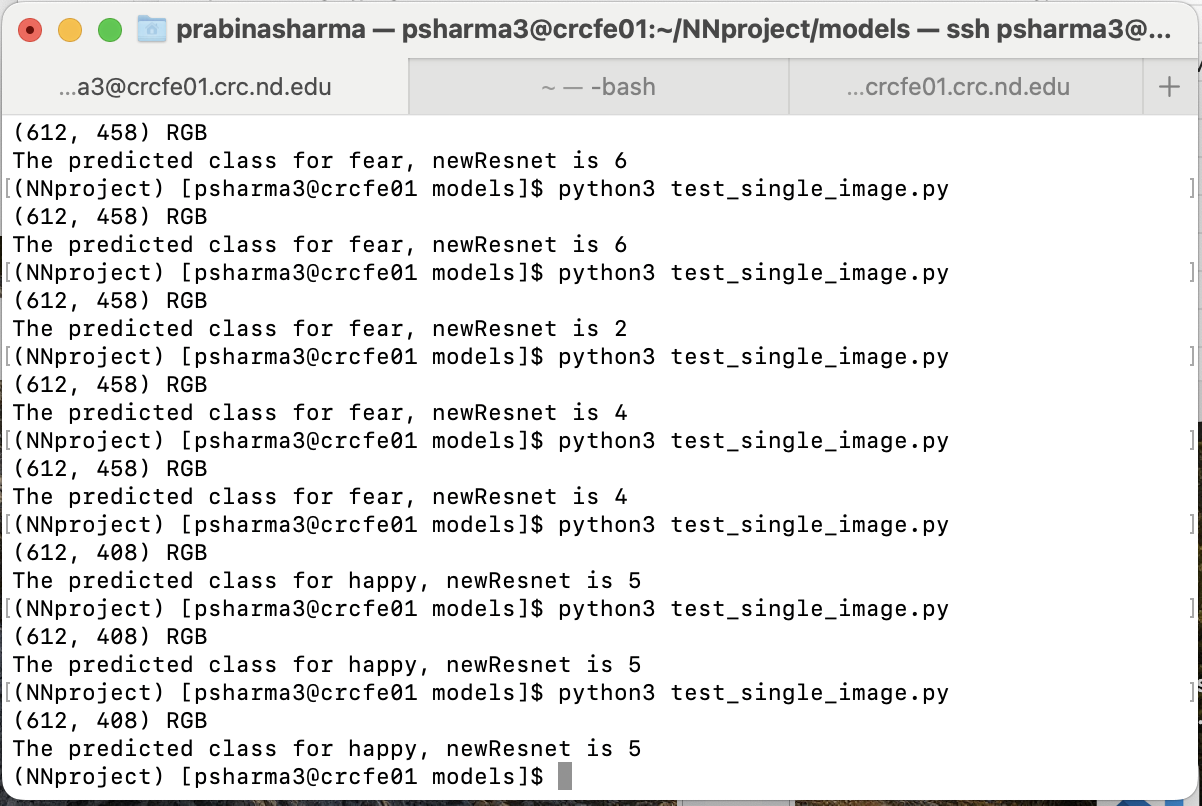 prabinasharma — psharma3@crcfe01:~/NNproject/models — ssh psharma3@...
...a3@crcfe01.crc.nd.edu
~ — -bash
...crcfe01.crc.nd.edu
+
(612, 458) RGB
The predicted class for fear, newResnet is 6
[(NNproject) [psharma3@crcfe01 models]$ python3 test_single_image.py ]
(612, 458) RGB
The predicted class for fear, newResnet is 6
[(NNproject) [psharma3@crcfe01 models]$ python3 test_single_image.py ]
(612, 458) RGB
The predicted class for fear, newResnet is 2
[(NNproject) [psharma3@crcfe01 models]$ python3 test_single_image.py ]
(612, 458) RGB
The predicted class for fear, newResnet is 4
[(NNproject) [psharma3@crcfe01 models]$ python3 test_single_image.py ]
(612, 458) RGB
The predicted class for fear, newResnet is 4
[(NNproject) [psharma3@crcfe01 models]$ python3 test_single_image.py ]
(612, 408) RGB
The predicted class for happy, newResnet is 5
[(NNproject) [psharma3@crcfe01 models]$ python3 test_single_image.py ]
(612, 408) RGB
The predicted class for happy, newResnet is 5
[(NNproject) [psharma3@crcfe01 models]$ python3 test_single_image.py ]
(612, 408) RGB
The predicted class for happy, newResnet is 5
(NNproject) [psharma3@crcfe01 models]$